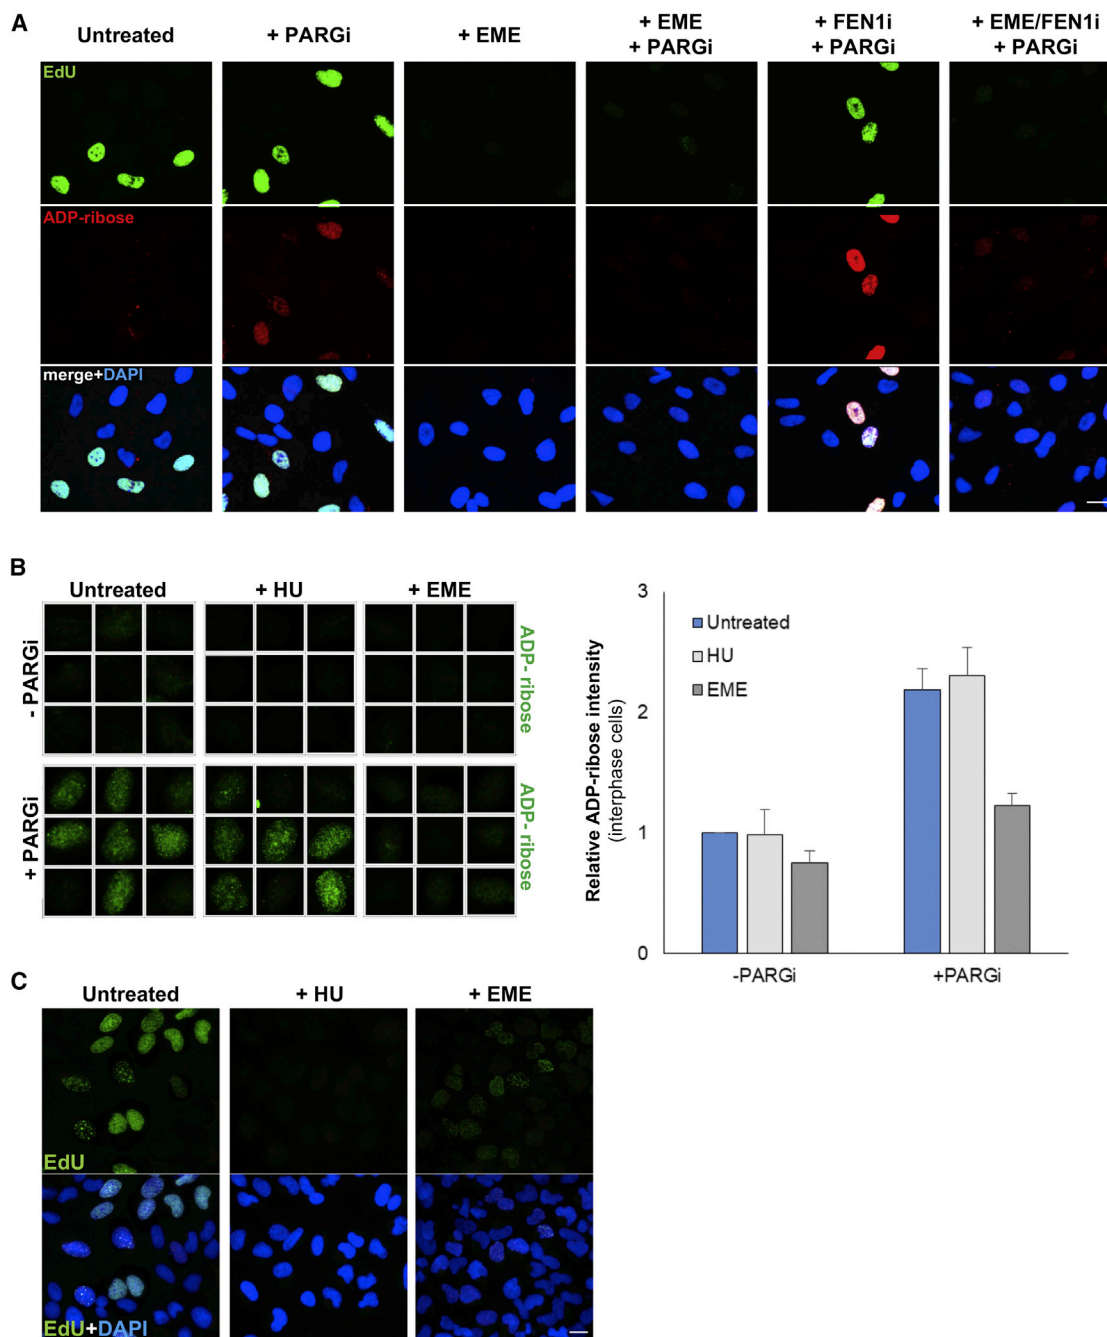 A
Untreated
+ PARGi
+ EME
+ EME
+ PARGi
+ FEN1i
+ PARGi
+ EME/FEN1i
+ PARGi
EdU
ADP-ribose
merge+DAPI
B
Untreated
+ HU
+ EME
- PARGi
ADP- ribose
+ PARGi
ADP- ribose
Relative ADP-ribose intensity
(interphase cells)
3
2
1
0
Untreated
HU
EME
-PARGi
+PARGi
C
Untreated
+ HU
+ EME
EdU
EdU+DAPI